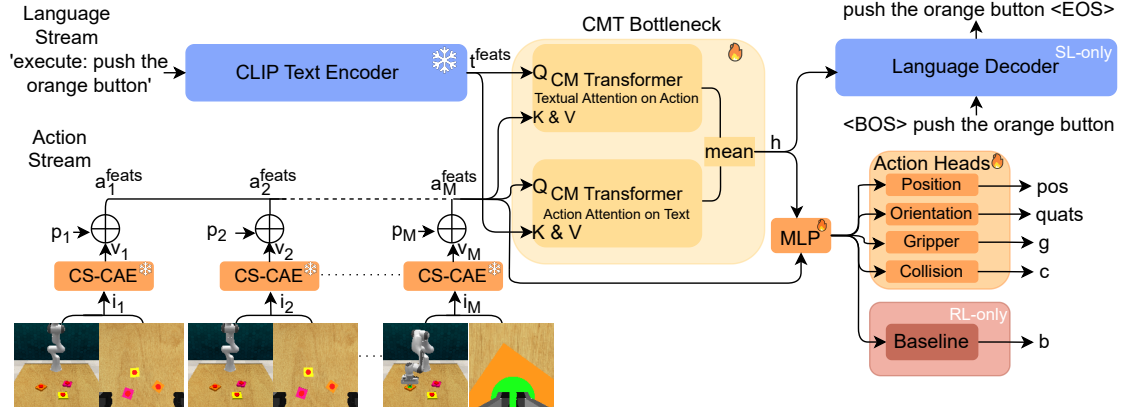 Language
Stream
'execute: push the
orange button'
CLIP Text Encoder
t^feats
CMT Bottleneck
Q
CM Transformer
Textual Attention on Action
K & V
Q
CM Transformer
Action Attention on Text
K & V
mean
h
push the orange button <EOS>
SL-only
Language Decoder
<BOS> push the orange button
Action
Stream
a_1^feats
a_2^feats
a_M^feats
p_1
p_2
p_M
v_1
v_2
v_M
CS-CAE
CS-CAE
CS-CAE
i_1
i_2
i_M
MLP
Action Heads
Position
pos
Orientation
quats
Gripper
g
Collision
c
RL-only
Baseline
b